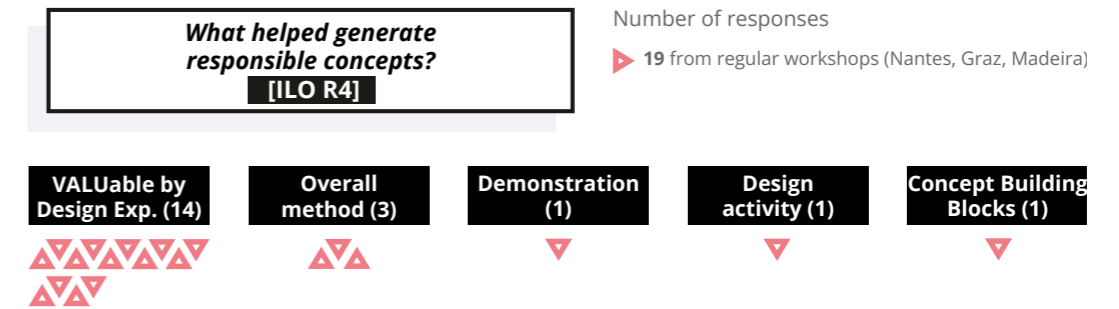 What helped generate
responsible concepts?
[ILO R4]
Number of responses
19 from regular workshops (Nantes, Graz, Madeira)
VALUable by
Design Exp. (14)
Overall
method (3)
Demonstration
(1)
Design
activity (1)
Concept Building
Blocks (1)